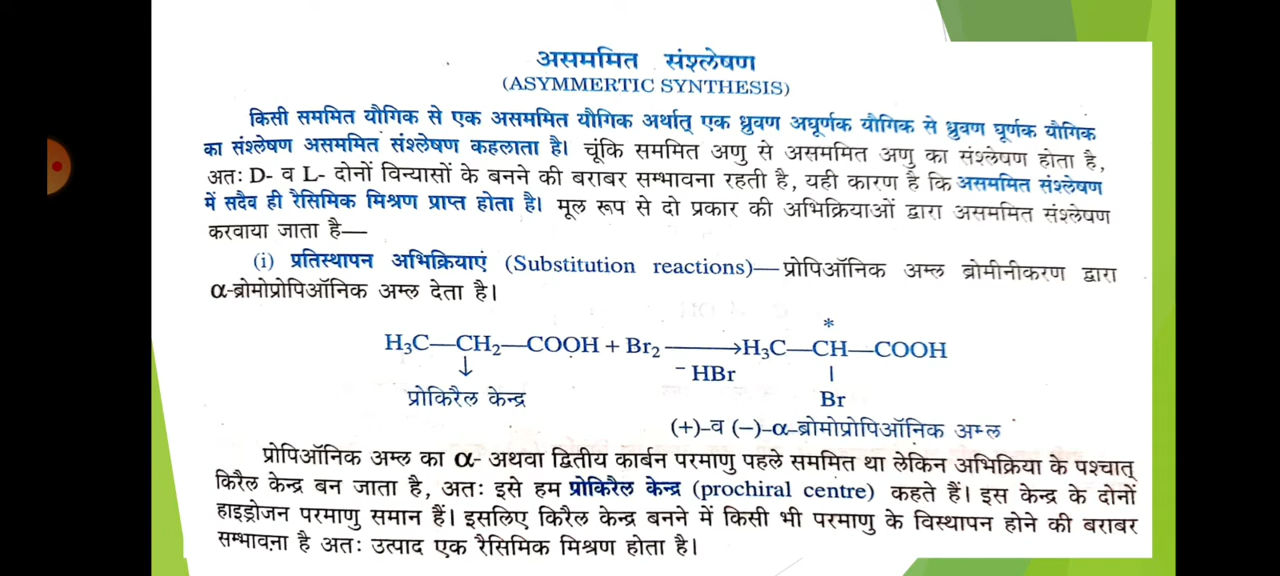 असममित संश्लेषण
(ASYMMERTIC SYNTHESIS)
किसी सममित यौगिक से एक असममित यौगिक अर्थात् एक ध्रुवण अघूर्णक यौगिक से ध्रुवण घूर्णक यौगिक
का संश्लेषण असममित संश्लेषण कहलाता है। चूंकि सममित अणु से असममित अणु का संश्लेषण होता है,
अतः D- व L- दोनों विन्यासों के बनने की बराबर सम्भावना रहती है, यही कारण है कि असममित संश्लेषण
में सदैव ही रैसिमिक मिश्रण प्राप्त होता है। मूल रूप से दो प्रकार की अभिक्रियाओं द्वारा असममित संश्लेषण
करवाया जाता है—
(i) प्रतिस्थापन अभिक्रियाएं (Substitution reactions)—प्रोपिऑनिक अम्ल ब्रोमीनीकरण द्वारा
α-ब्रोमोप्रोपिऑनिक अम्ल देता है।
*
H₃C—CH₂—COOH + Br₂ ———→H₃C—CH—COOH
↓ ⁻ HBr |
प्रोकिरैल केन्द्र Br
(+)-व (—)-α-ब्रोमोप्रोपिऑनिक अम्ल
प्रोपिऑनिक अम्ल का α- अथवा द्वितीय कार्बन परमाणु पहले सममित था लेकिन अभिक्रिया के पश्चात्
किरैल केन्द्र बन जाता है, अतः इसे हम प्रोकिरैल केन्द्र (prochiral centre) कहते हैं। इस केन्द्र के दोनों
हाइड्रोजन परमाणु समान हैं। इसलिए किरैल केन्द्र बनने में किसी भी परमाणु के विस्थापन होने की बराबर
सम्भावना है अतः उत्पाद एक रैसिमिक मिश्रण होता है।